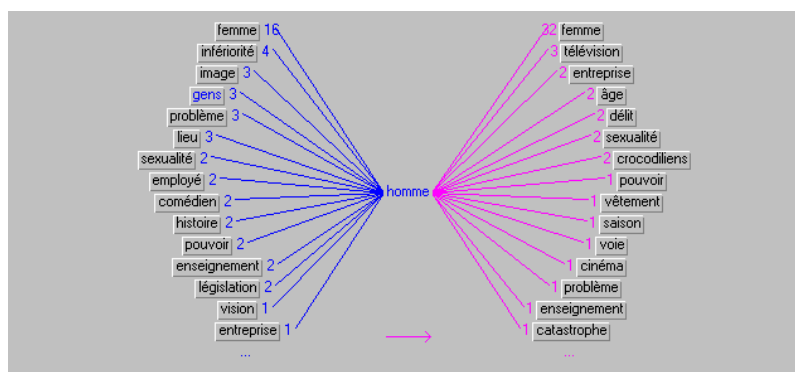 femme 16
infériorité 4
image 3
gens 3
problème 3
lieu 3
sexualité 2
employé 2
comédien 2
histoire 2
pouvoir 2
enseignement 2
législation 2
vision 1
entreprise 1
...
homme
32 femme
3 télévision
2 entreprise
2 âge
2 délit
2 sexualité
2 crocodiliens
1 pouvoir
1 vêtement
1 saison
1 voie
1 cinéma
1 problème
1 enseignement
1 catastrophe
...